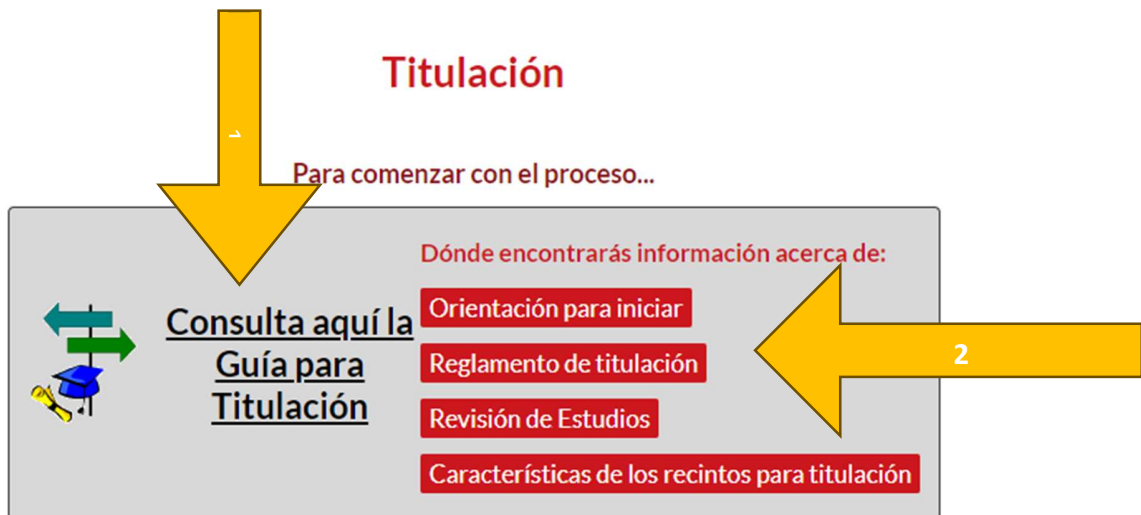 Titulación
1
Para comenzar con el proceso...
Dónde encontrarás información acerca de:
Consulta aquí la
Guía para
Titulación
Orientación para iniciar
Reglamento de titulación
Revisión de Estudios
Características de los recintos para titulación
2